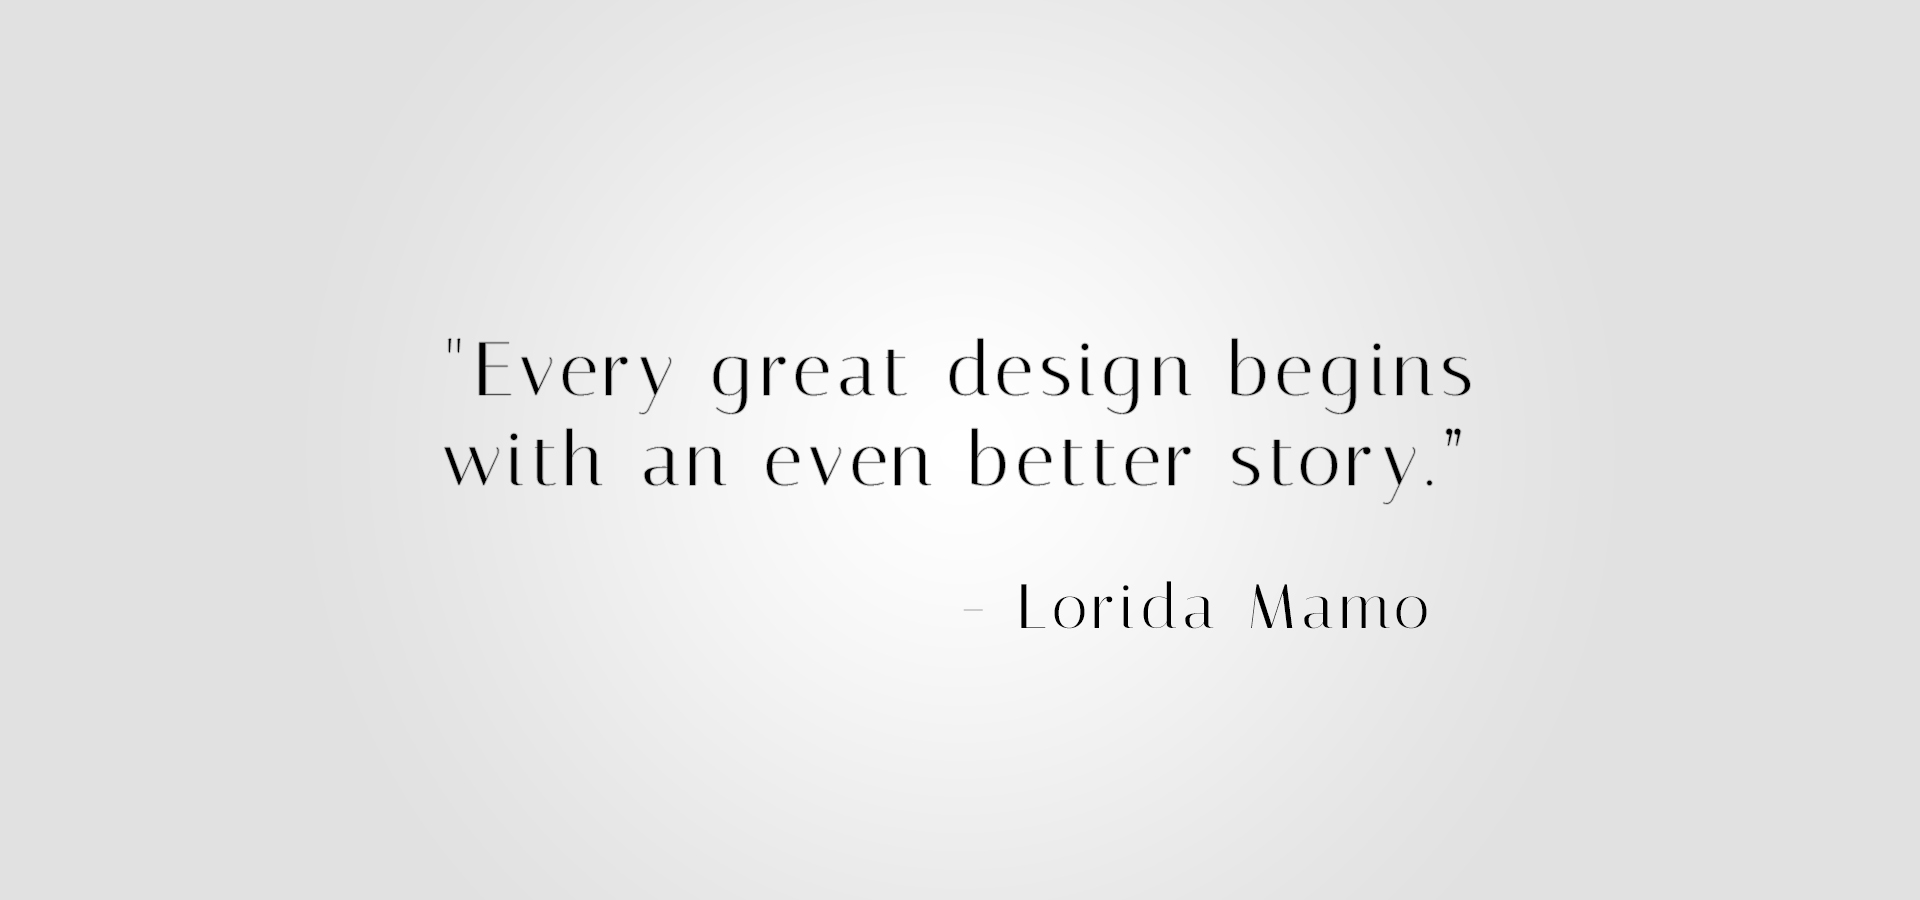 "Every great design begins
with an even better story.”
– Lorida Mamo